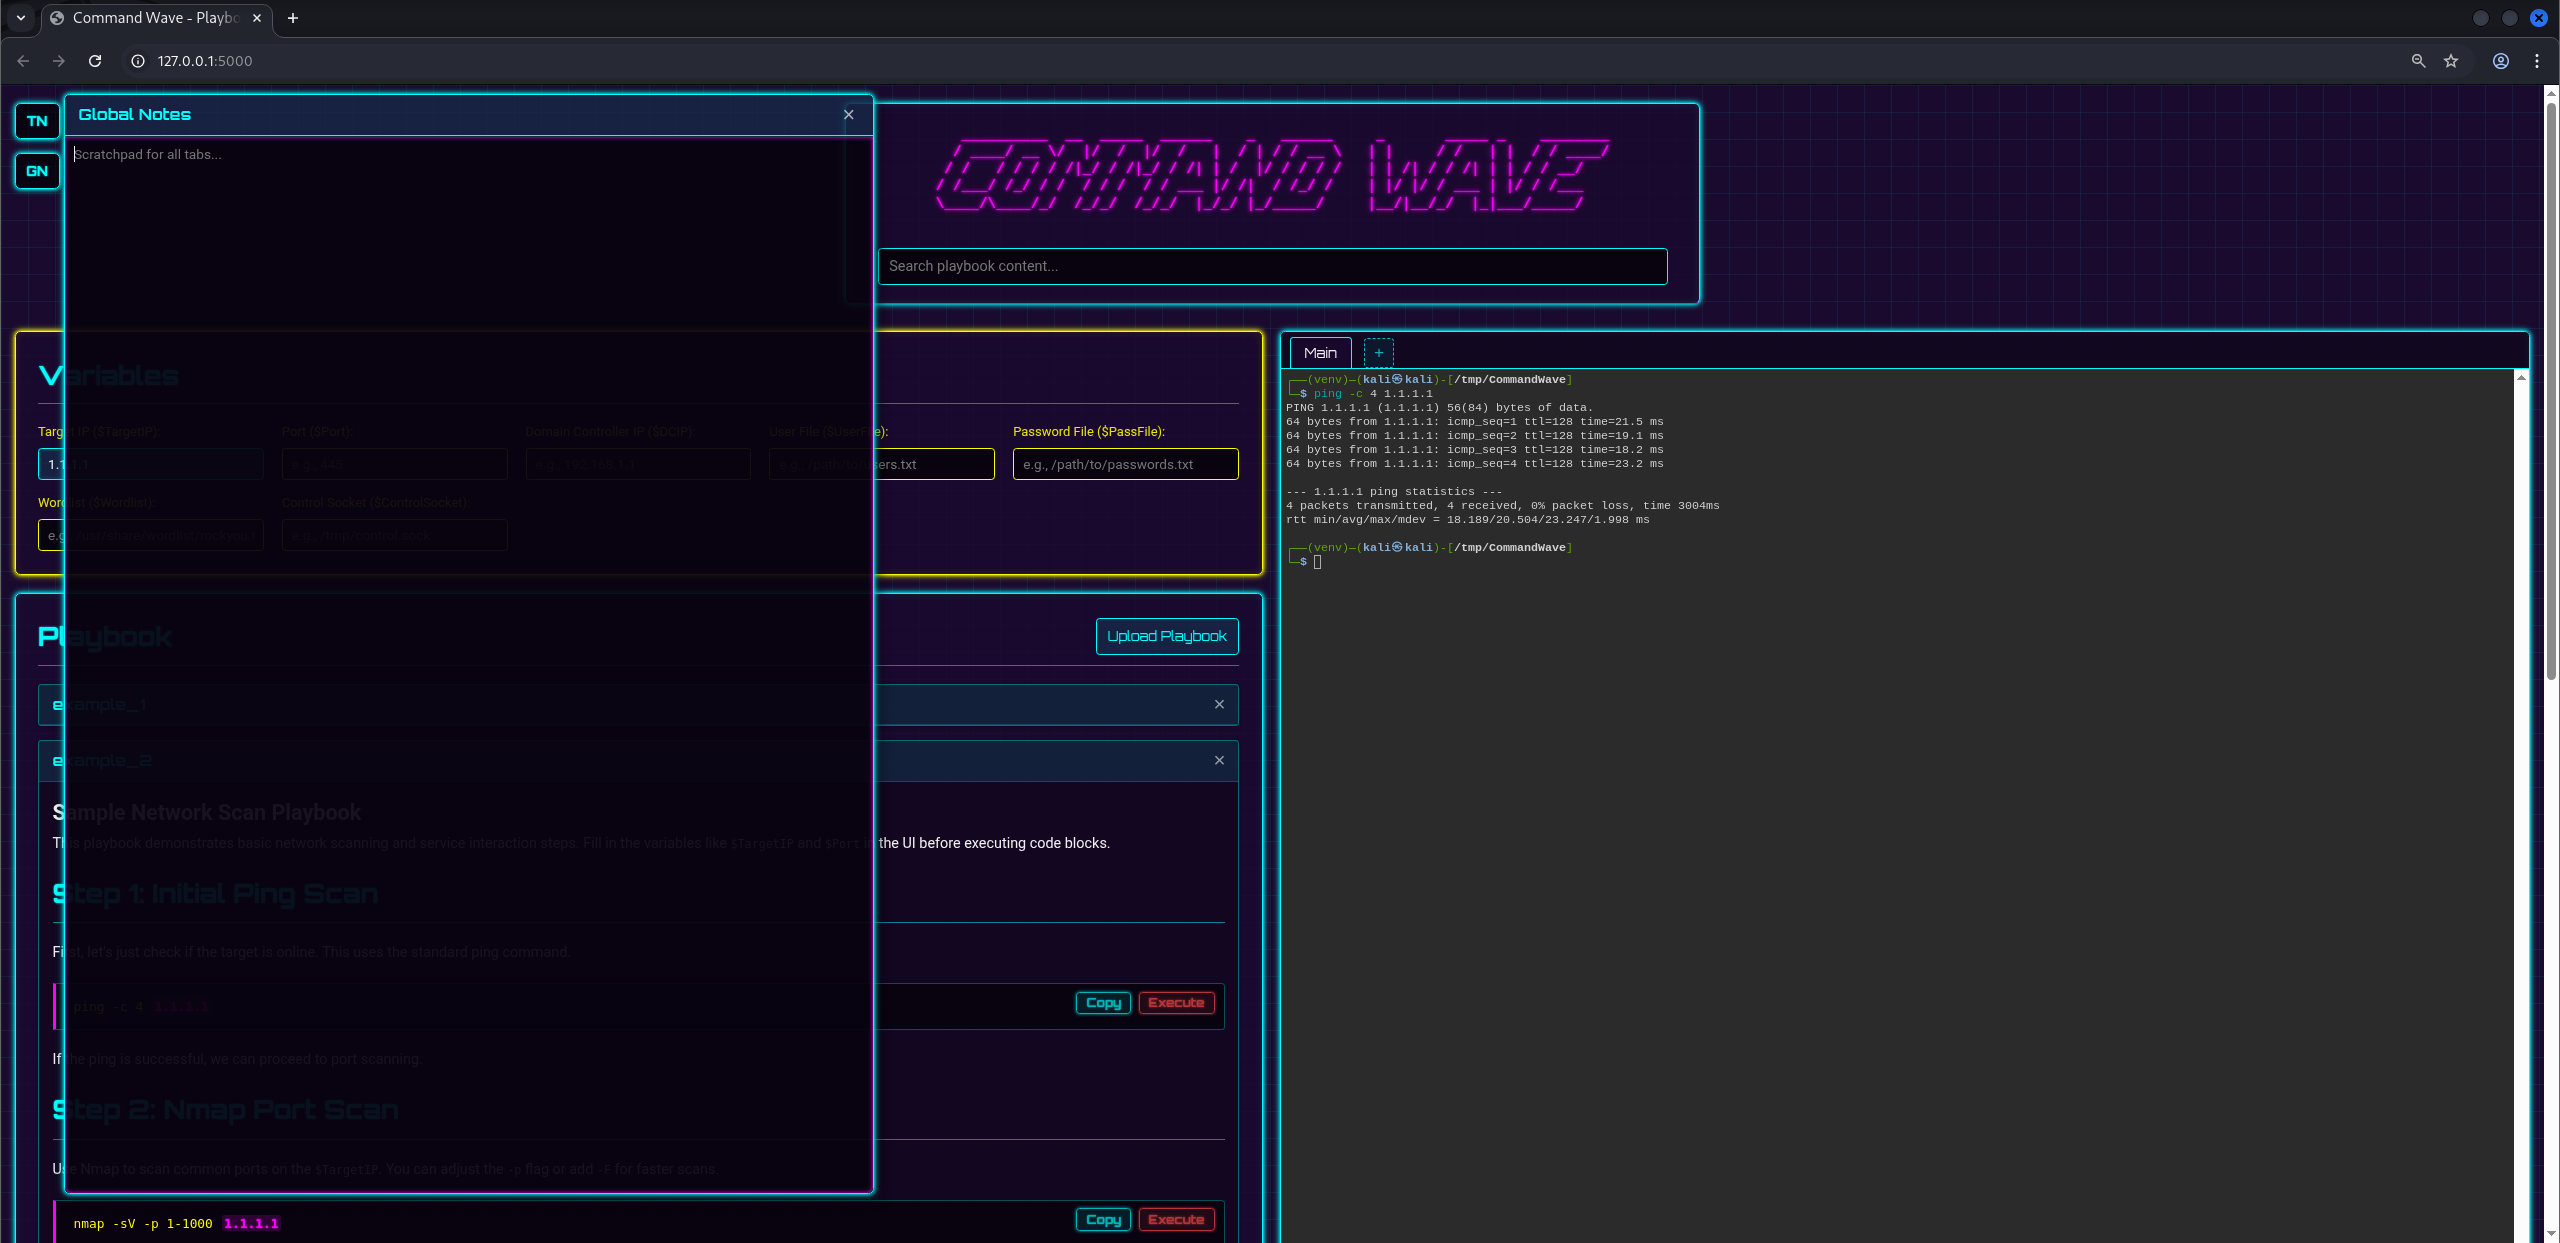 Command Wave - Playbo
127.0.0.1:5000
TN
GN
Global Notes
Scratchpad for all tabs...
COMMAND WAVE
Search playbook content...
Variables
Target IP ($TargetIP):
Port ($Port):
Domain Controller IP ($DCIP):
User File ($UserFile):
Password File ($PassFile):
1.1.1.1
e.g., 445
e.g., 192.168.1.1
e.g., /path/to/users.txt
e.g., /path/to/passwords.txt
Wordlist ($Wordlist):
Control Socket ($ControlSocket):
e.g., /usr/share/wordlists/rockyou.t
e.g., /tmp/control.sock
Playbook
Upload Playbook
example_1
example_2
Sample Network Scan Playbook
This playbook demonstrates basic network scanning and service interaction steps. Fill in the variables like $TargetIP and $Port in the UI before executing code blocks.
Step 1: Initial Ping Scan
First, let's just check if the target is online. This uses the standard ping command.
ping -c 4 1.1.1.1
Copy
Execute
If the ping is successful, we can proceed to port scanning.
Step 2: Nmap Port Scan
Use Nmap to scan common ports on the $TargetIP. You can adjust the -p flag or add -F for faster scans.
nmap -sV -p 1-1000 1.1.1.1
Copy
Execute
Main
+
┌──(venv)─(kali㉿kali)-[/tmp/CommandWave]
└─$ ping -c 4 1.1.1.1
PING 1.1.1.1 (1.1.1.1) 56(84) bytes of data.
64 bytes from 1.1.1.1: icmp_seq=1 ttl=128 time=21.5 ms
64 bytes from 1.1.1.1: icmp_seq=2 ttl=128 time=19.1 ms
64 bytes from 1.1.1.1: icmp_seq=3 ttl=128 time=18.2 ms
64 bytes from 1.1.1.1: icmp_seq=4 ttl=128 time=23.2 ms
--- 1.1.1.1 ping statistics ---
4 packets transmitted, 4 received, 0% packet loss, time 3004ms
rtt min/avg/max/mdev = 18.189/20.504/23.247/1.998 ms
┌──(venv)─(kali㉿kali)-[/tmp/CommandWave]
└─$